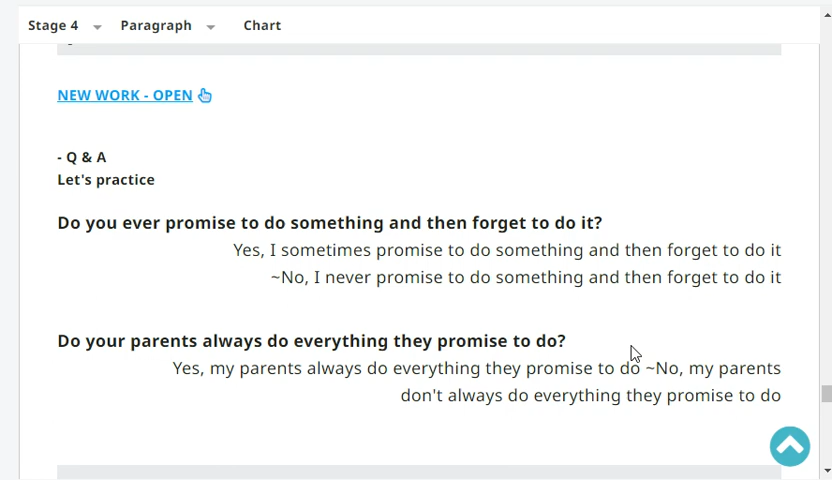 Stage 4 Paragraph Chart
NEW WORK - OPEN
- Q & A
Let's practice
Do you ever promise to do something and then forget to do it?
Yes, I sometimes promise to do something and then forget to do it
~No, I never promise to do something and then forget to do it
Do your parents always do everything they promise to do?
Yes, my parents always do everything they promise to do ~No, my parents
don't always do everything they promise to do